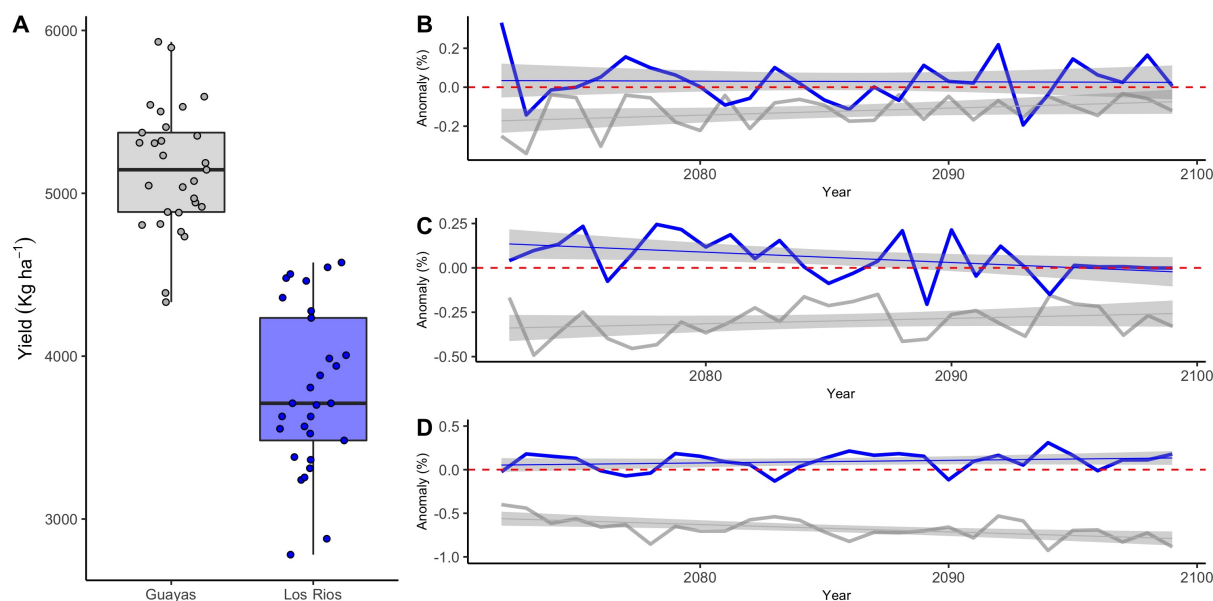 A
6000
5000
4000
3000
Yield (Kg ha⁻¹)
Guayas
Los Rios
B
0.2
0.0
-0.2
Anomaly (%)
2080
2090
2100
Year
C
0.25
0.00
-0.25
-0.50
Anomaly (%)
2080
2090
2100
Year
D
0.5
0.0
-0.5
-1.0
Anomaly (%)
2080
2090
2100
Year